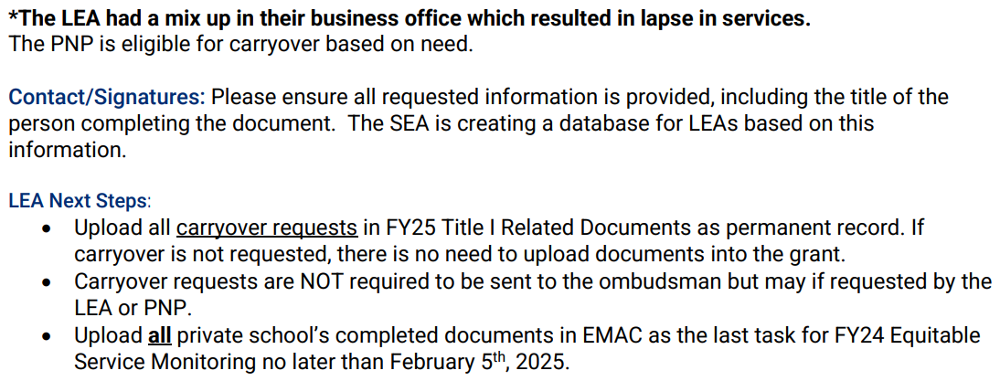 *The LEA had a mix up in their business office which resulted in lapse in services.
The PNP is eligible for carryover based on need.
Contact/Signatures: Please ensure all requested information is provided, including the title of the
person completing the document.  The SEA is creating a database for LEAs based on this
information.
LEA Next Steps:
• Upload all carryover requests in FY25 Title I Related Documents as permanent record. If
carryover is not requested, there is no need to upload documents into the grant.
• Carryover requests are NOT required to be sent to the ombudsman but may if requested by the
LEA or PNP.
• Upload all private school’s completed documents in EMAC as the last task for FY24 Equitable
Service Monitoring no later than February 5th, 2025.